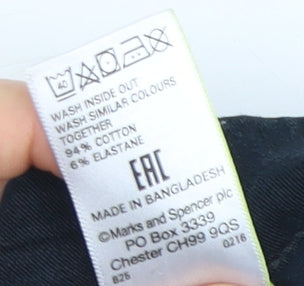 40
WASH INSIDE OUT
WASH SIMILAR COLOURS
TOGETHER
94% COTTON
6% ELASTANE
EAC
MADE IN BANGLADESH
©Marks and Spencer plc
PO Box 3339
Chester CH99 9QS
825 0216